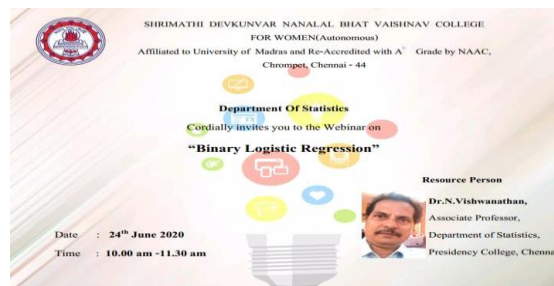 SHRIMATHI DEVKUNVAR NANALAL BHAT VAISHNAV COLLEGE
FOR WOMEN(Autonomous)
Affiliated to University of Madras and Re-Accredited with A+ Grade by NAAC,
Chrompet, Chennai - 44
Department Of Statistics
Cordially invites you to the Webinar on
“Binary Logistic Regression”
Resource Person
Dr.N.Vishwanathan,
Associate Professor,
Department of Statistics,
Presidency College, Chenna
Date : 24th June 2020
Time : 10.00 am -11.30 am